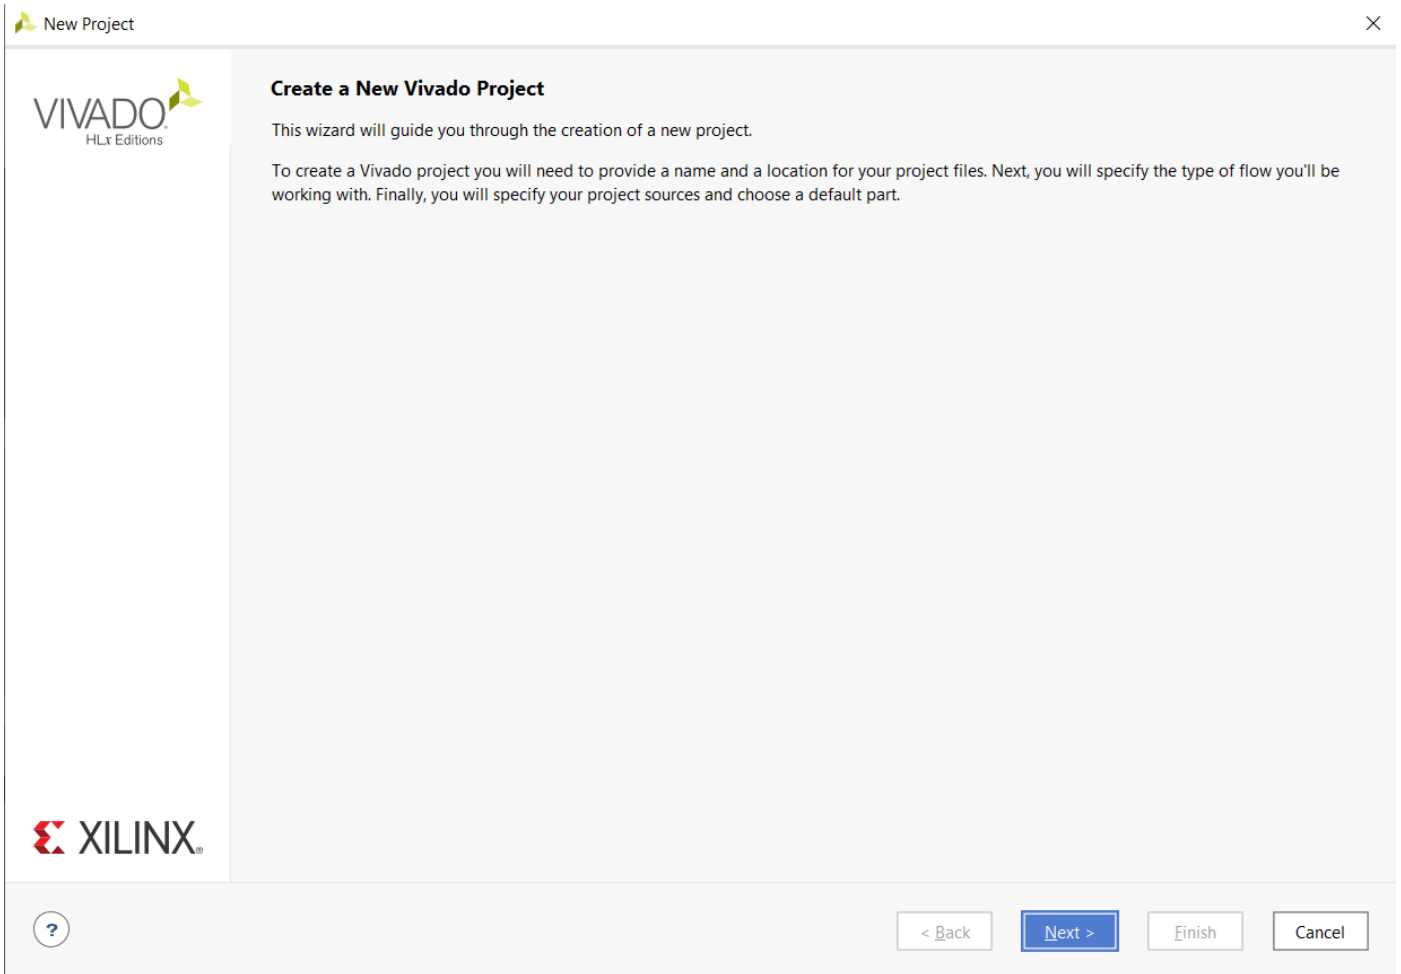 New Project
VIVADO.
HLx Editions
Create a New Vivado Project
This wizard will guide you through the creation of a new project.
To create a Vivado project you will need to provide a name and a location for your project files. Next, you will specify the type of flow you'll be
working with. Finally, you will specify your project sources and choose a default part.
XILINX®
?
< Back
Next >
Finish
Cancel